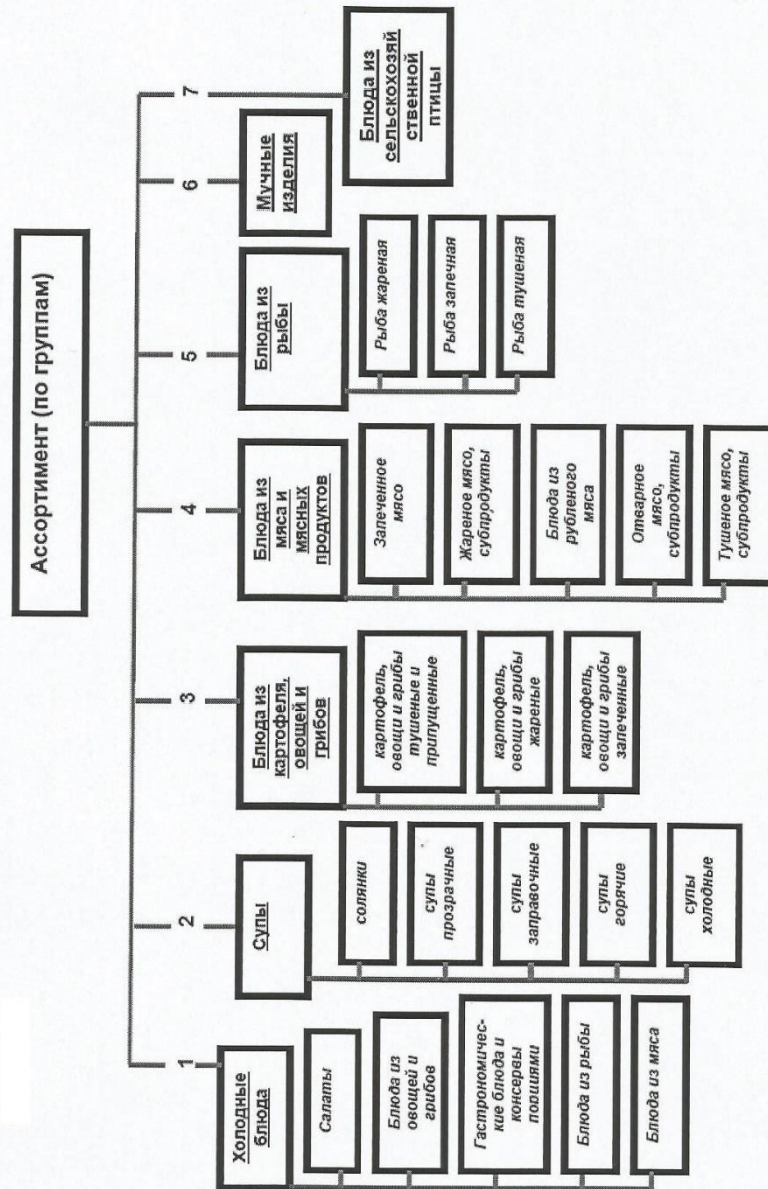 Ассортимент (по группам)
1
Холодные
блюда
Салаты
Блюда из
овощей и
грибов
Гастрономичес-
кие блюда и
консервы
порциями
Блюда из рыбы
Блюда из мяса
2
Супы
солянки
супы
прозрачные
супы
заправочные
супы
горячие
супы
холодные
3
Блюда из
картофеля,
овощей и
грибов
картофель,
овощи и грибы
тушеные и
припущенные
картофель,
овощи и грибы
жареные
картофель,
овощи и грибы
запеченные
4
Блюда из
мяса и
мясных
продуктов
Запеченное
мясо
Жареное мясо,
субпродукты
Блюда из
рубленого
мяса
Отварное
мясо,
субпродукты
Тушеное мясо,
субпродукты
5
Блюда из
рыбы
Рыба жареная
Рыба запечная
Рыба тушеная
6
Мучные
изделия
7
Блюда из
сельскохозяй
ственной
птицы